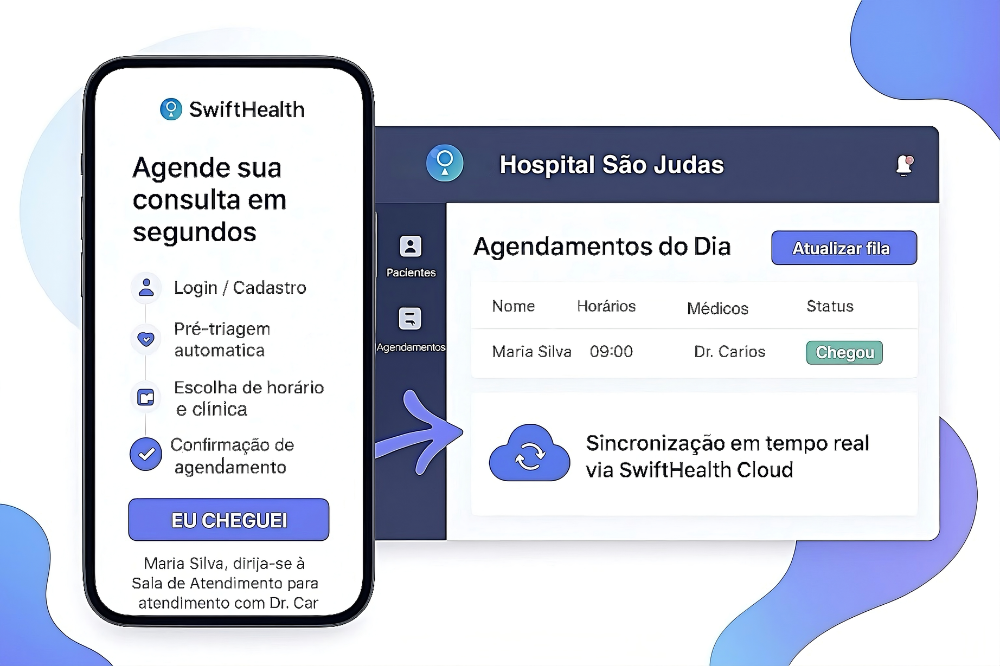 SwiftHealth
Agende sua
consulta em
segundos
Login / Cadastro
Pré-triagem
automatica
Escolha de horário
e clínica
Confirmação de
agendamento
EU CHEGUEI
Maria Silva, dirija-se à
Sala de Atendimento para
atendimento com Dr. Car
Hospital São Judas
Pacientes
Agendamentos
Agendamentos do Dia
Atualizar fila
Nome Horários Médicos Status
Maria Silva 09:00 Dr. Carios Chegou
Sincronização em tempo real
via SwiftHealth Cloud